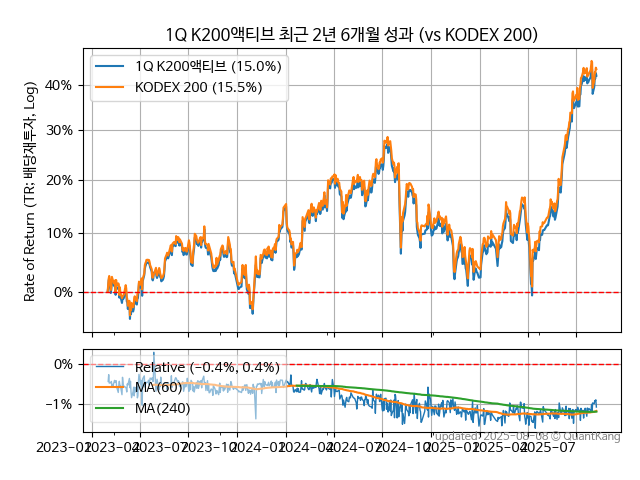 1Q K200액티브 최근 2년 6개월 성과 (vs KODEX 200)
Rate of Return (TR: 배당재투자, Log)
40%
30%
20%
10%
0%
1Q K200액티브 (15.0%)
KODEX 200 (15.5%)
0%
−1%
Relative (−0.4%, 0.4%)
MA(60)
MA(240)
updated: 2025-08-08 © QuantKang
2023−01 2023−04 2023−07 2023−10 2024−01 2024−04 2024−07 2024−10 2025−01 2025−04 2025−07